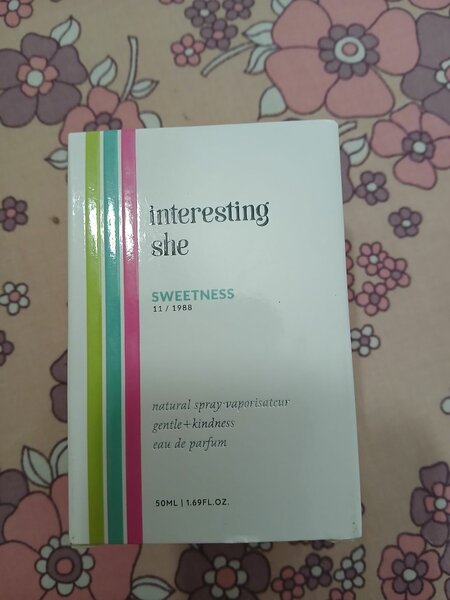 interesting
she
SWEETNESS
11 / 1988
natural spray vaporisateur
gentle+kindness
eau de parfum
50ML | 1.69FL.OZ.